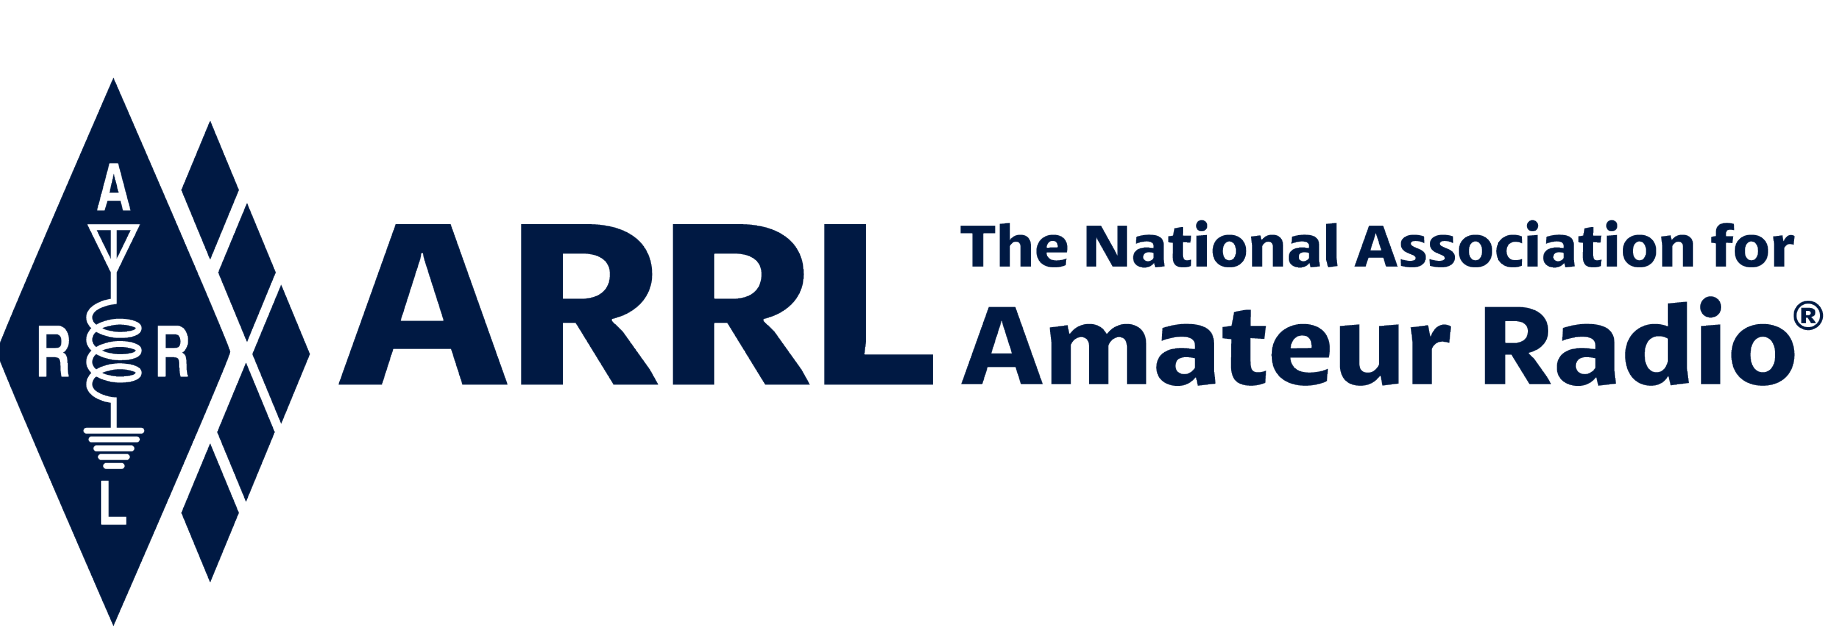 A
R R
L
ARRL
The National Association for
Amateur Radio®